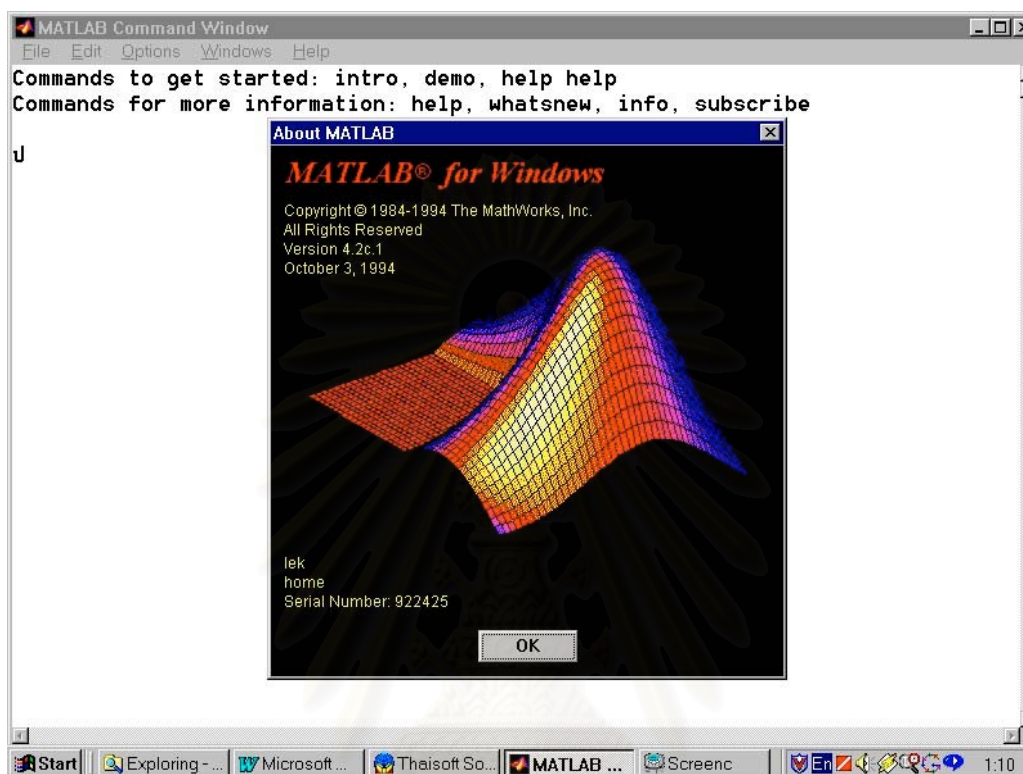 MATLAB Command Window
File Edit Options Windows Help
Commands to get started: intro, demo, help help
Commands for more information: help, whatsnew, info, subscribe
ป
About MATLAB
MATLAB® for Windows
Copyright © 1984-1994 The MathWorks, Inc.
All Rights Reserved
Version 4.2c.1
October 3, 1994
lek
home
Serial Number: 922425
OK
Start Exploring - ... Microsoft ... Thaisoft So... MATLAB ... Screenc En 1:10